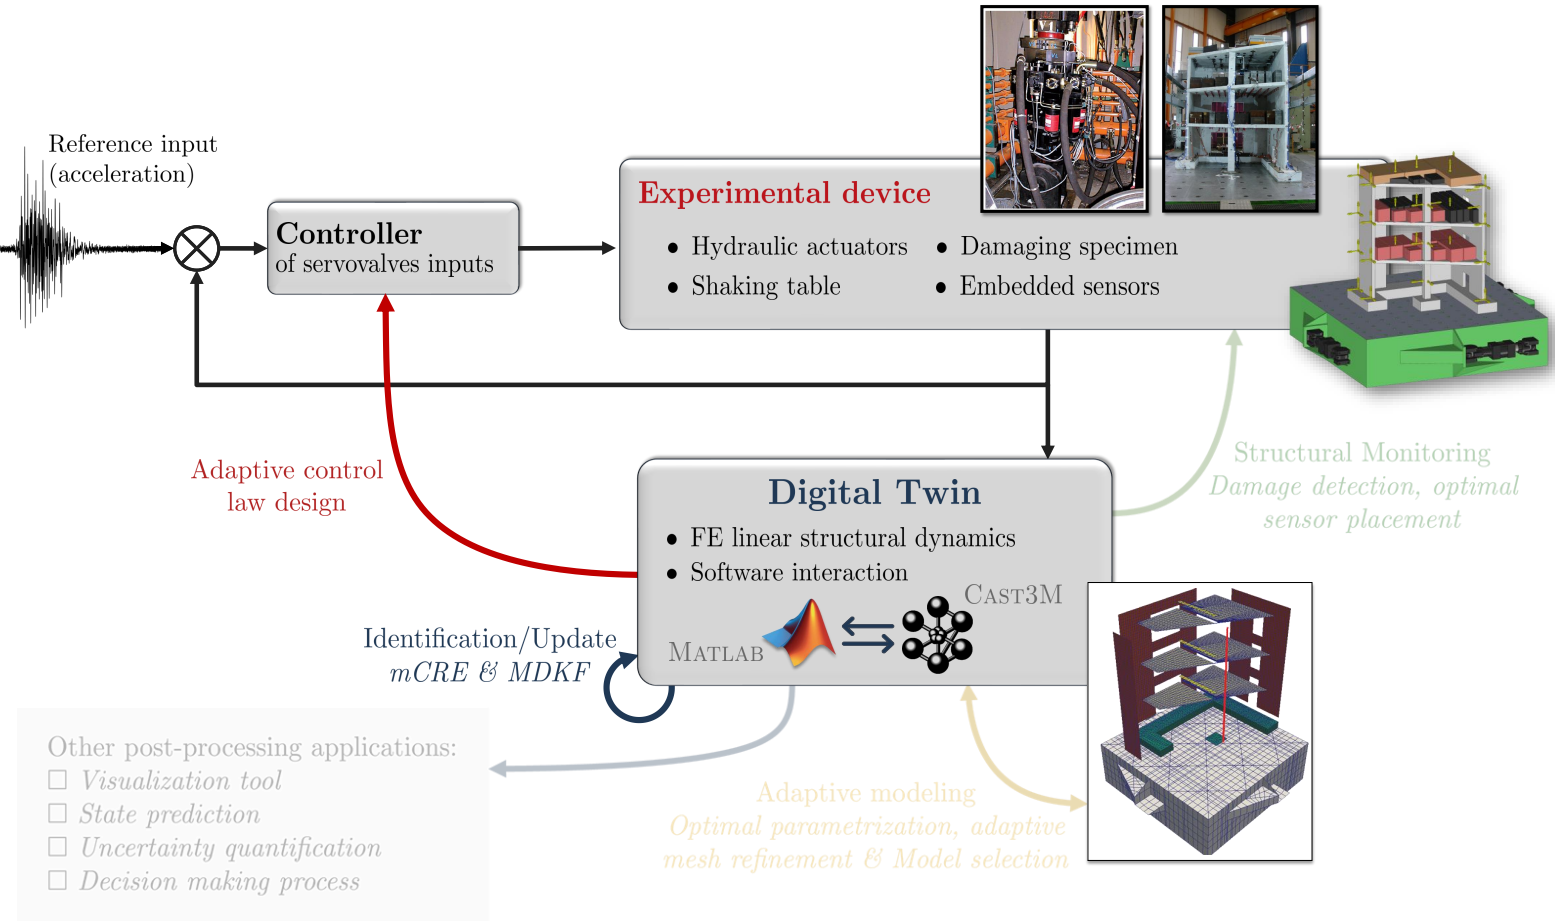 Reference input
(acceleration)
Controller
of servovalves inputs
Experimental device
• Hydraulic actuators
• Damaging specimen
• Shaking table
• Embedded sensors
Adaptive control
law design
Structural Monitoring
Damage detection, optimal
sensor placement
Digital Twin
• FE linear structural dynamics
• Software interaction
CAST3M
MATLAB
Identification/Update
mCRE & MDKF
Other post-processing applications:
☐ Visualization tool
☐ State prediction
☐ Uncertainty quantification
☐ Decision making process
Adaptive modeling
Optimal parametrization, adaptive
mesh refinement & Model selection